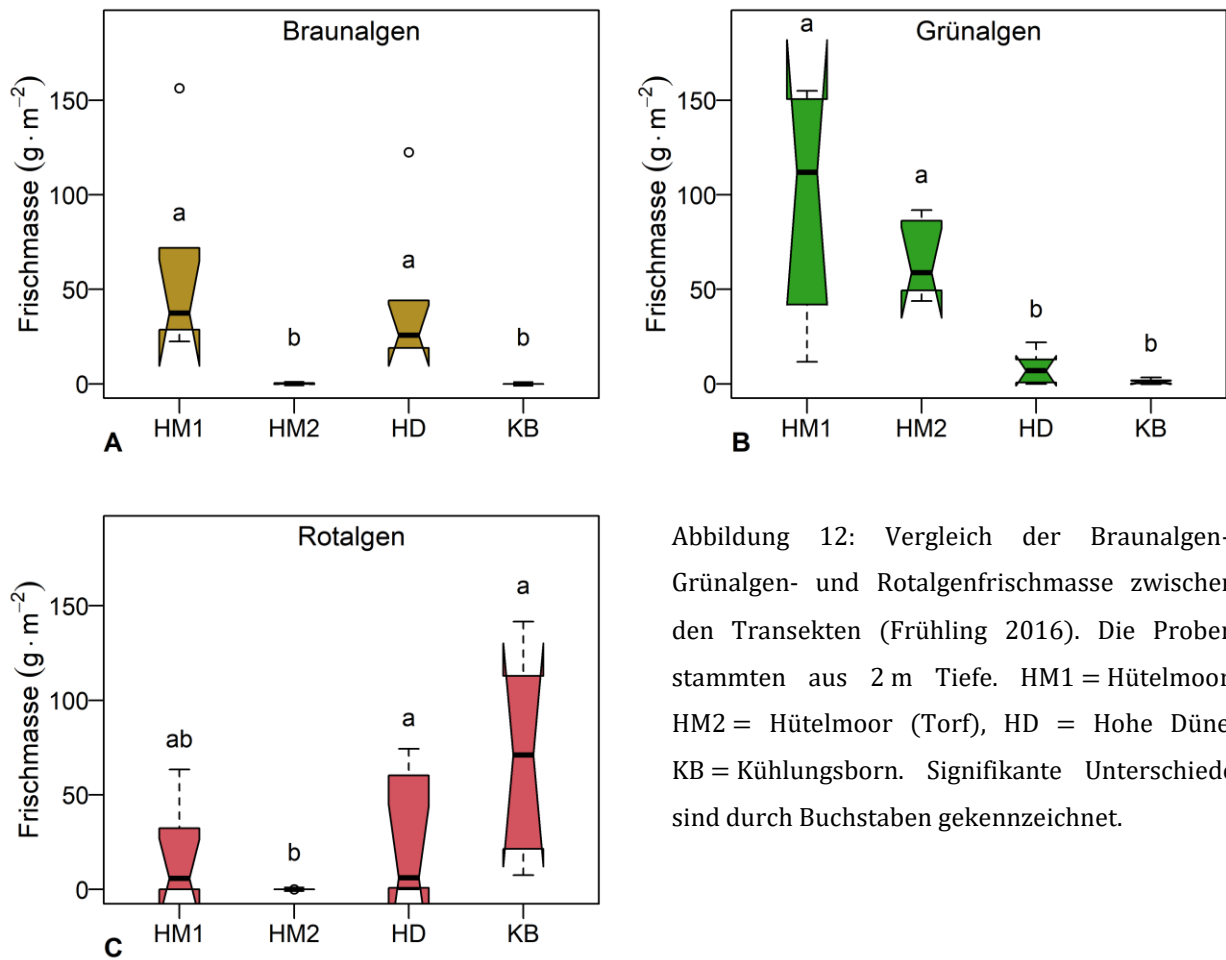 Braunalgen
Frischmasse (g · m⁻²)
150
100
50
0
a
b
a
b
HM1 HM2 HD KB
A
Grünalgen
Frischmasse (g · m⁻²)
150
100
50
0
a
a
b
b
HM1 HM2 HD KB
B
Rotalgen
Frischmasse (g · m⁻²)
150
100
50
0
ab
b
a
a
HM1 HM2 HD KB
C
Abbildung 12: Vergleich der Braunalgen-
Grünalgen- und Rotalgenfrischmasse zwischen
den Transekten (Frühling 2016). Die Proben
stammten aus 2 m Tiefe. HM1 = Hütelmoor
HM2 = Hütelmoor (Torf), HD = Hohe Düne
KB = Kühlungsborn. Signifikante Unterschiede
sind durch Buchstaben gekennzeichnet.